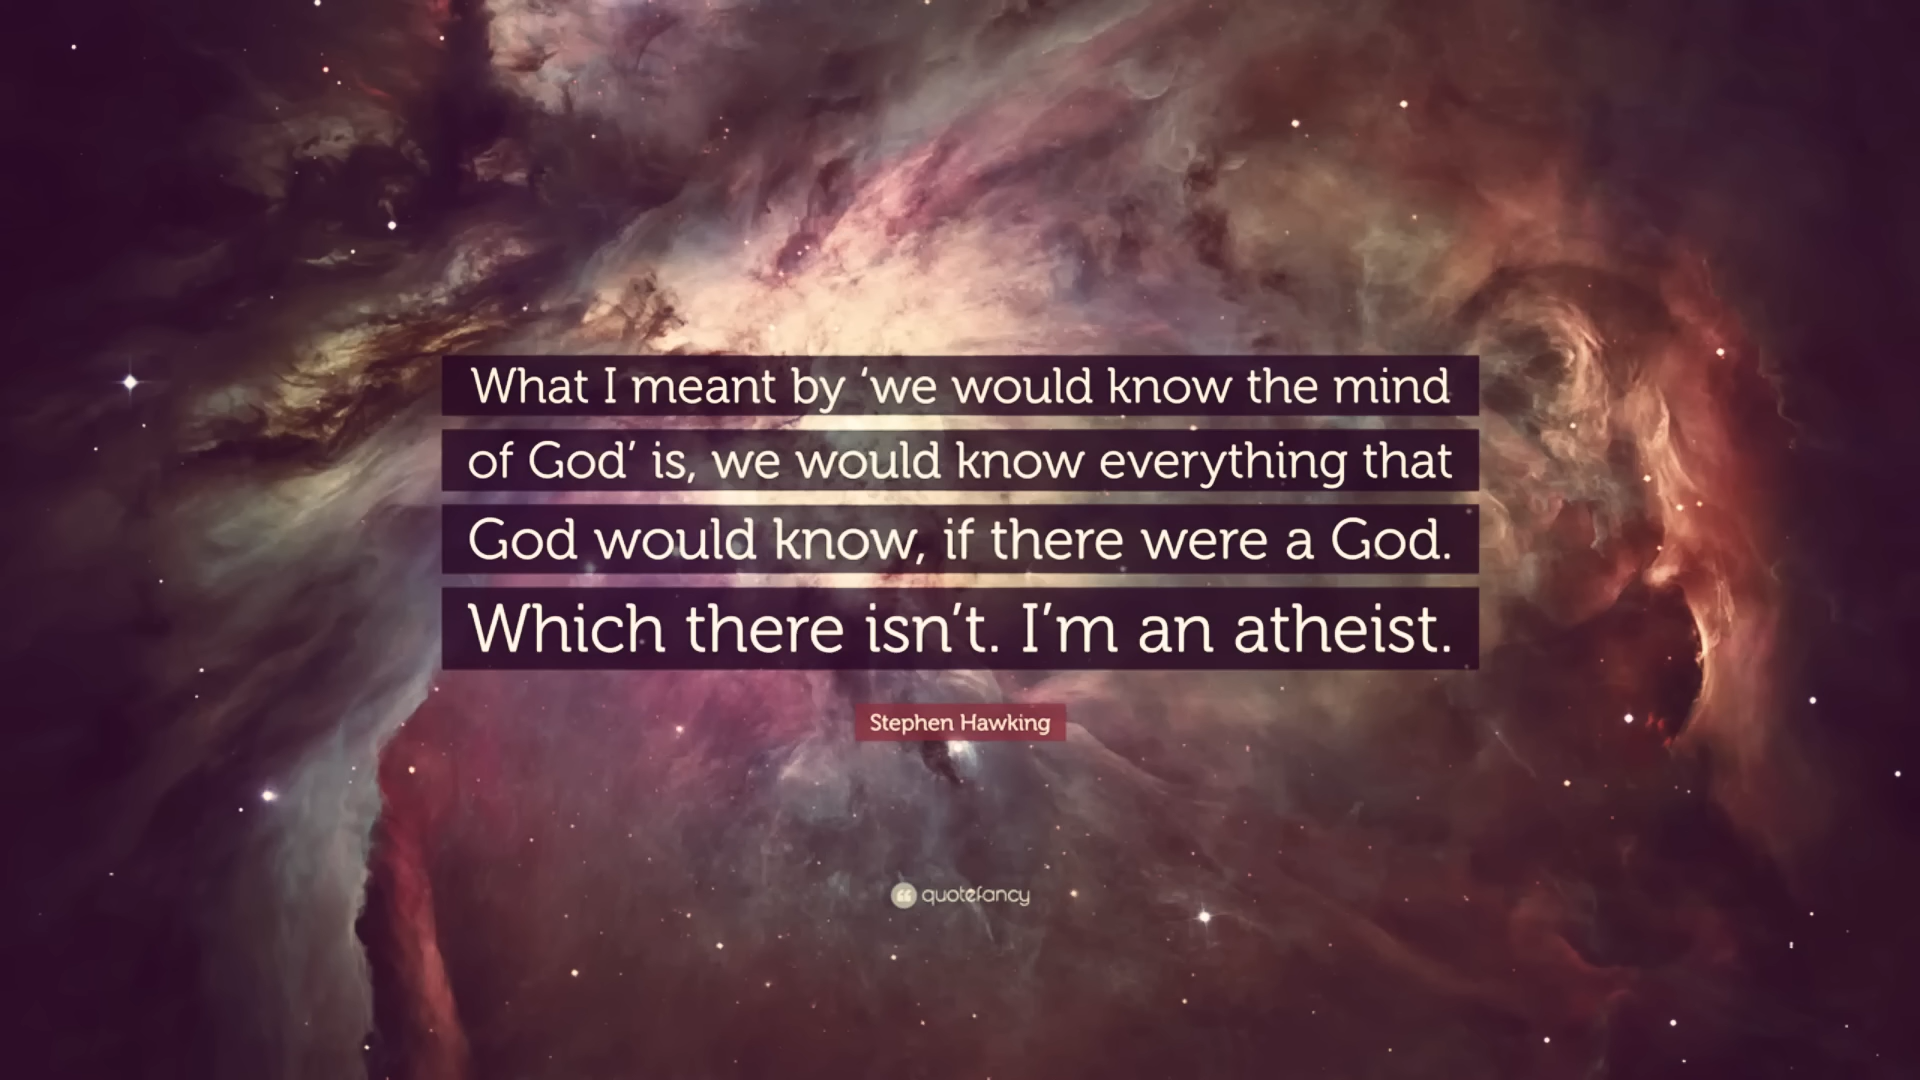 What I meant by ‘we would know the mind
of God’ is, we would know everything that
God would know, if there were a God.
Which there isn’t. I’m an atheist.
Stephen Hawking
quotefancy